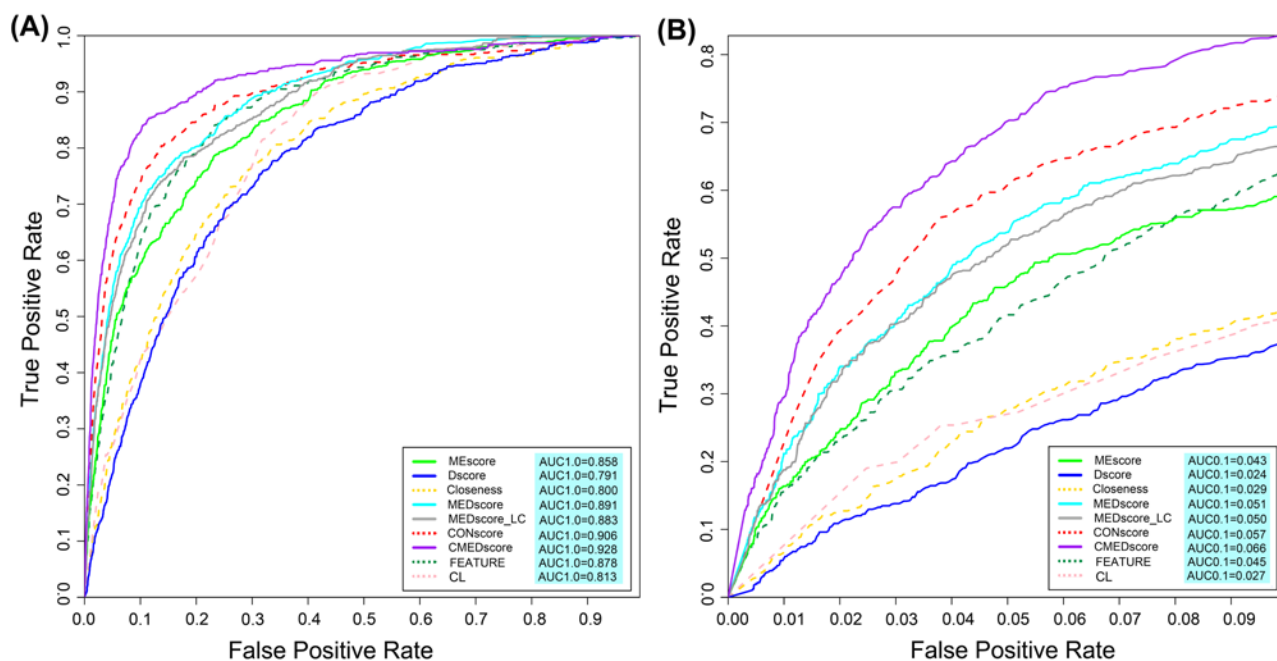 (A)
True Positive Rate
1.0
0.9
0.8
0.7
0.6
0.5
0.4
0.3
0.2
0.1
0.0
0.0 0.1 0.2 0.3 0.4 0.5 0.6 0.7 0.8 0.9
False Positive Rate
MEscore AUC1.0=0.858
Dscore AUC1.0=0.791
Closeness AUC1.0=0.800
MEDscore AUC1.0=0.891
MEDscore_LC AUC1.0=0.883
CONscore AUC1.0=0.906
CMEDscore AUC1.0=0.928
FEATURE AUC1.0=0.878
CL AUC1.0=0.813
(B)
True Positive Rate
0.8
0.7
0.6
0.5
0.4
0.3
0.2
0.1
0.0
0.00 0.01 0.02 0.03 0.04 0.05 0.06 0.07 0.08 0.09
False Positive Rate
MEscore AUC0.1=0.043
Dscore AUC0.1=0.024
Closeness AUC0.1=0.029
MEDscore AUC0.1=0.051
MEDscore_LC AUC0.1=0.050
CONscore AUC0.1=0.057
CMEDscore AUC0.1=0.066
FEATURE AUC0.1=0.045
CL AUC0.1=0.027